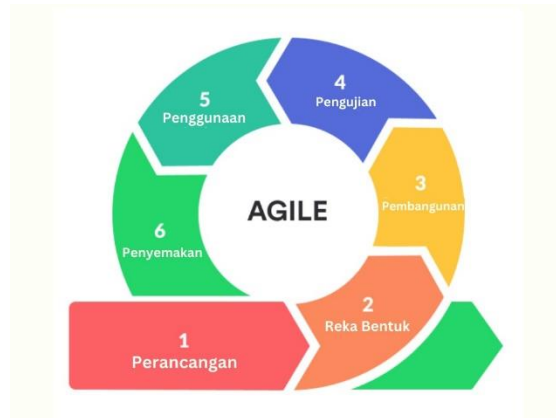 AGILE
1
Perancangan
2
Reka Bentuk
3
Pembangunan
4
Pengujian
5
Penggunaan
6
Penyemakan